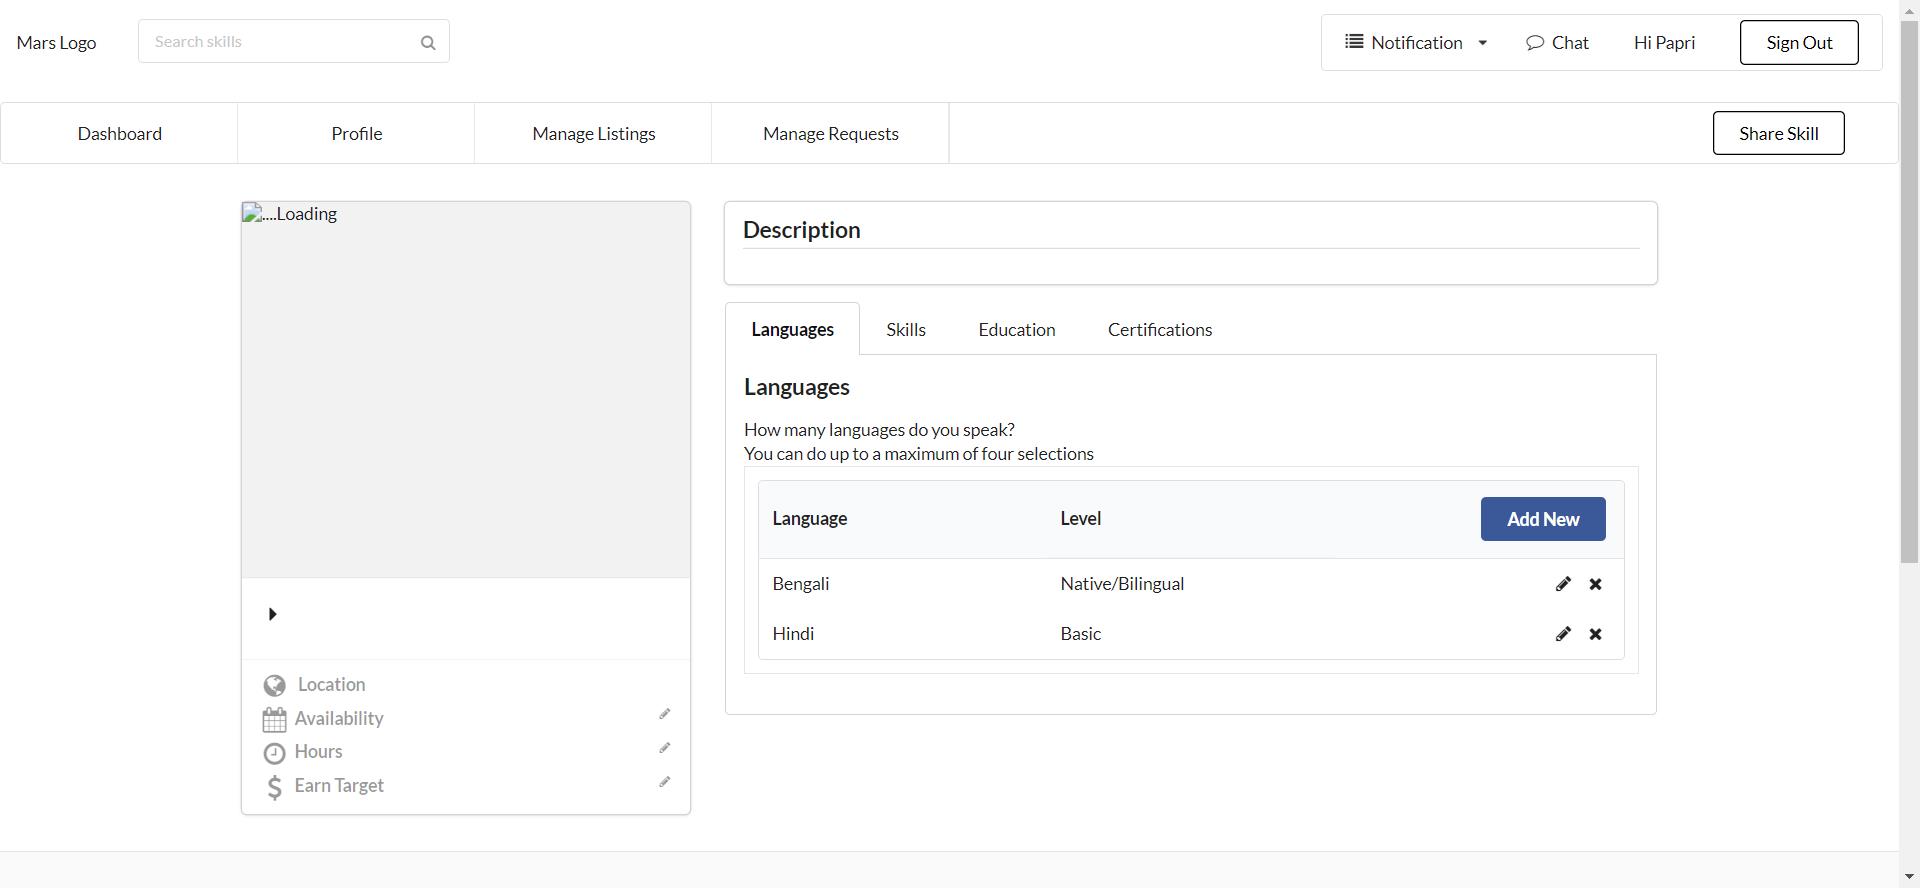 Mars Logo
Search skills
Notification
Chat
Hi Papri
Sign Out
Dashboard
Profile
Manage Listings
Manage Requests
Share Skill
....Loading
Location
Availability
Hours
Earn Target
Description
Languages
Skills
Education
Certifications
Languages
How many languages do you speak?
You can do up to a maximum of four selections
Language Level Add New
Bengali Native/Bilingual
Hindi Basic